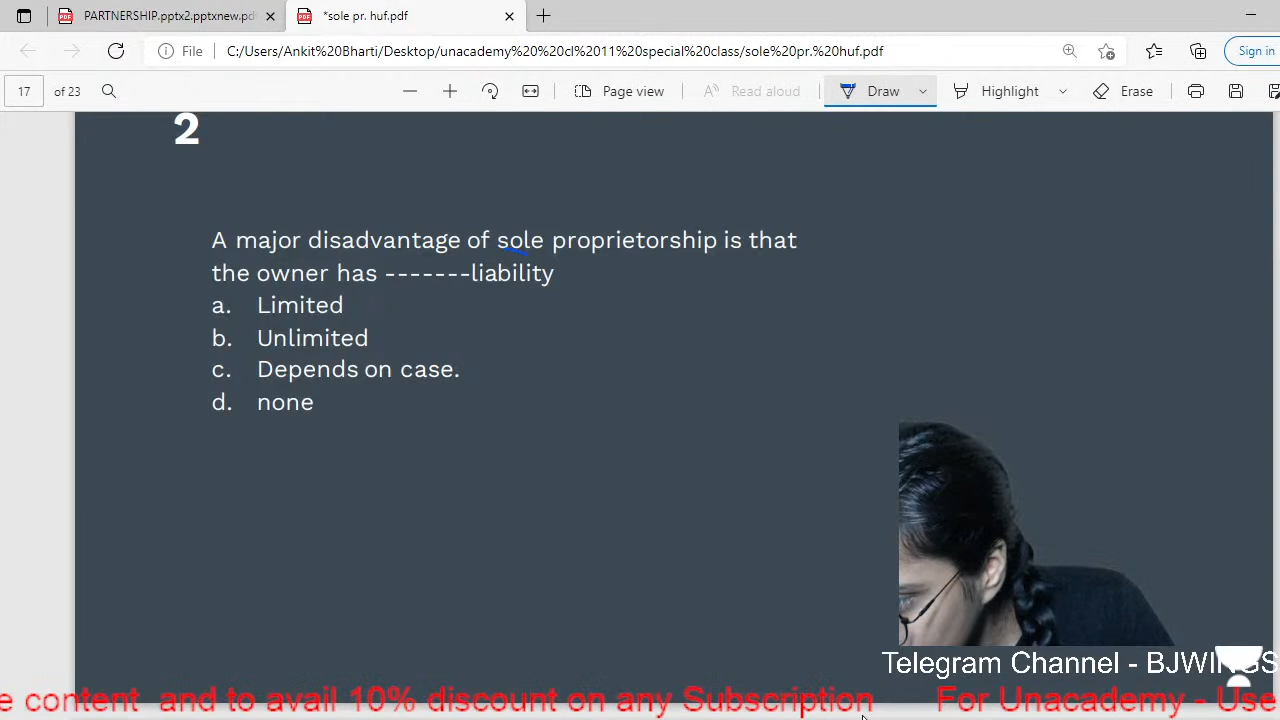 PARTNERSHIP.pptx2.pptxnew.pdf
*sole pr. huf.pdf
File
C:/Users/Ankit%20Bharti/Desktop/unacademy%20%20cl%2011%20special%20class/sole%20pr.%20huf.pdf
Sign in
17 of 23
Page view
Read aloud
Draw
Highlight
Erase
2
A major disadvantage of sole proprietorship is that
the owner has -------liability
a. Limited
b. Unlimited
c. Depends on case.
d. none
Telegram Channel - BJWINGS
e content and to avail 10% discount on any Subscription For Unacademy - Use